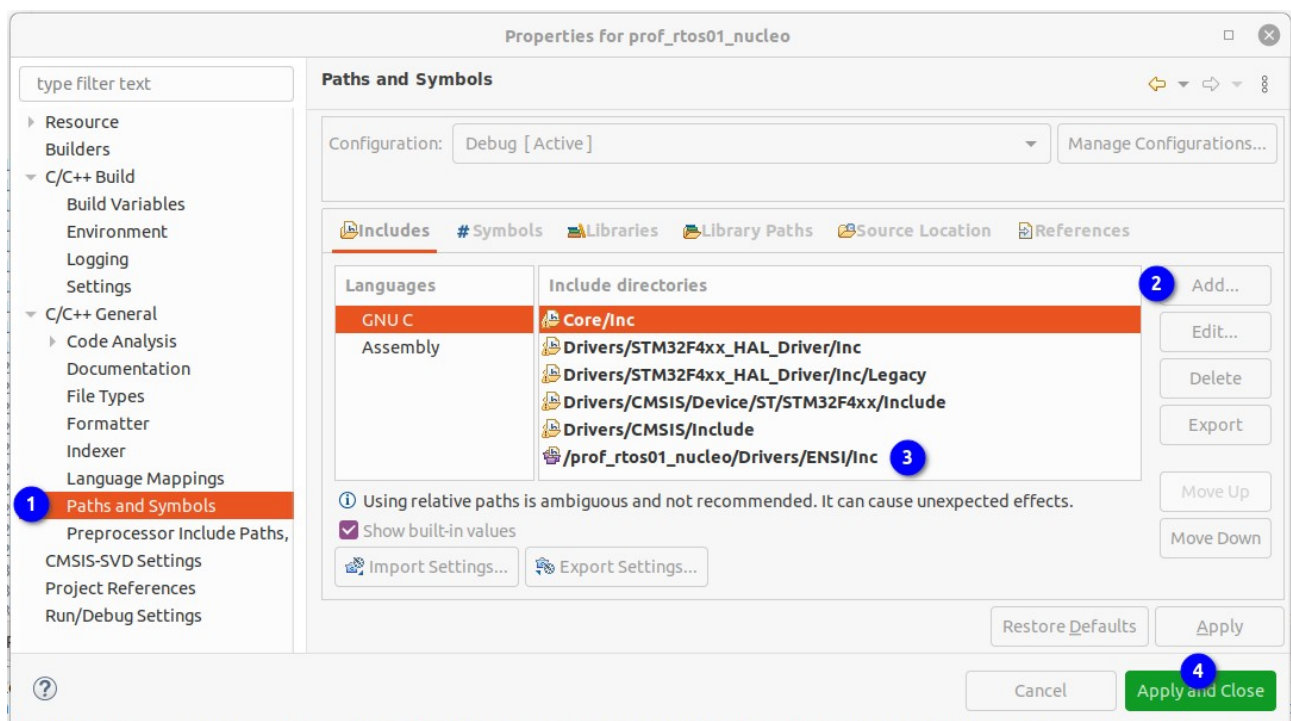 Properties for prof_rtos01_nucleo
type filter text
Resource
Builders
C/C++ Build
Build Variables
Environment
Logging
Settings
C/C++ General
Code Analysis
Documentation
File Types
Formatter
Indexer
Language Mappings
1 Paths and Symbols
Preprocessor Include Paths,
CMSIS-SVD Settings
Project References
Run/Debug Settings
Paths and Symbols
Configuration: Debug [ Active ] Manage Configurations...
Includes # Symbols Libraries Library Paths Source Location References
Languages
GNU C
Assembly
Include directories
Core/Inc
Drivers/STM32F4xx_HAL_Driver/Inc
Drivers/STM32F4xx_HAL_Driver/Inc/Legacy
Drivers/CMSIS/Device/ST/STM32F4xx/Include
Drivers/CMSIS/Include
/prof_rtos01_nucleo/Drivers/ENSI/Inc 3
2 Add...
Edit...
Delete
Export
Move Up
Move Down
Using relative paths is ambiguous and not recommended. It can cause unexpected effects.
Show built-in values
Import Settings... Export Settings...
Restore Defaults Apply
4
Cancel Apply and Close